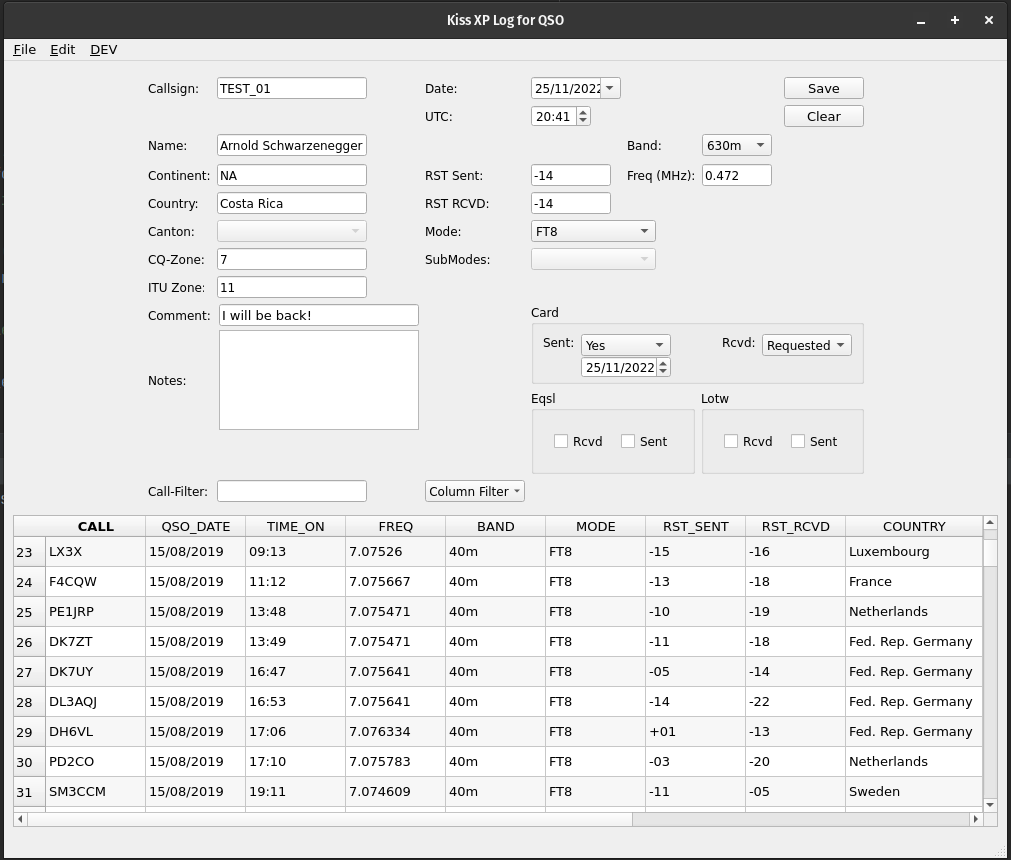 Kiss XP Log for QSO
File Edit DEV
Callsign: TEST_01 Date: 25/11/2022 Save
UTC: 20:41 Clear
Name: Arnold Schwarzenegger Band: 630m
Continent: NA RST Sent: -14 Freq (MHz): 0.472
Country: Costa Rica RST RCVD: -14
Canton: Mode: FT8
CQ-Zone: 7 SubModes:
ITU Zone: 11
Comment: I will be back! Card
Sent: Yes Rcvd: Requested
25/11/2022
Notes:
Eqsl Lotw
Rcvd Sent Rcvd Sent
Call-Filter: Column Filter
CALL QSO_DATE TIME_ON FREQ BAND MODE RST_SENT RST_RCVD COUNTRY
23 LX3X 15/08/2019 09:13 7.07526 40m FT8 -15 -16 Luxembourg
24 F4CQW 15/08/2019 11:12 7.075667 40m FT8 -13 -18 France
25 PE1JRP 15/08/2019 13:48 7.075471 40m FT8 -10 -19 Netherlands
26 DK7ZT 15/08/2019 13:49 7.075471 40m FT8 -11 -18 Fed. Rep. Germany
27 DK7UY 15/08/2019 16:47 7.075641 40m FT8 -05 -14 Fed. Rep. Germany
28 DL3AQJ 15/08/2019 16:53 7.075641 40m FT8 -14 -22 Fed. Rep. Germany
29 DH6VL 15/08/2019 17:06 7.076334 40m FT8 +01 -13 Fed. Rep. Germany
30 PD2CO 15/08/2019 17:10 7.075783 40m FT8 -03 -20 Netherlands
31 SM3CCM 15/08/2019 19:11 7.074609 40m FT8 -11 -05 Sweden